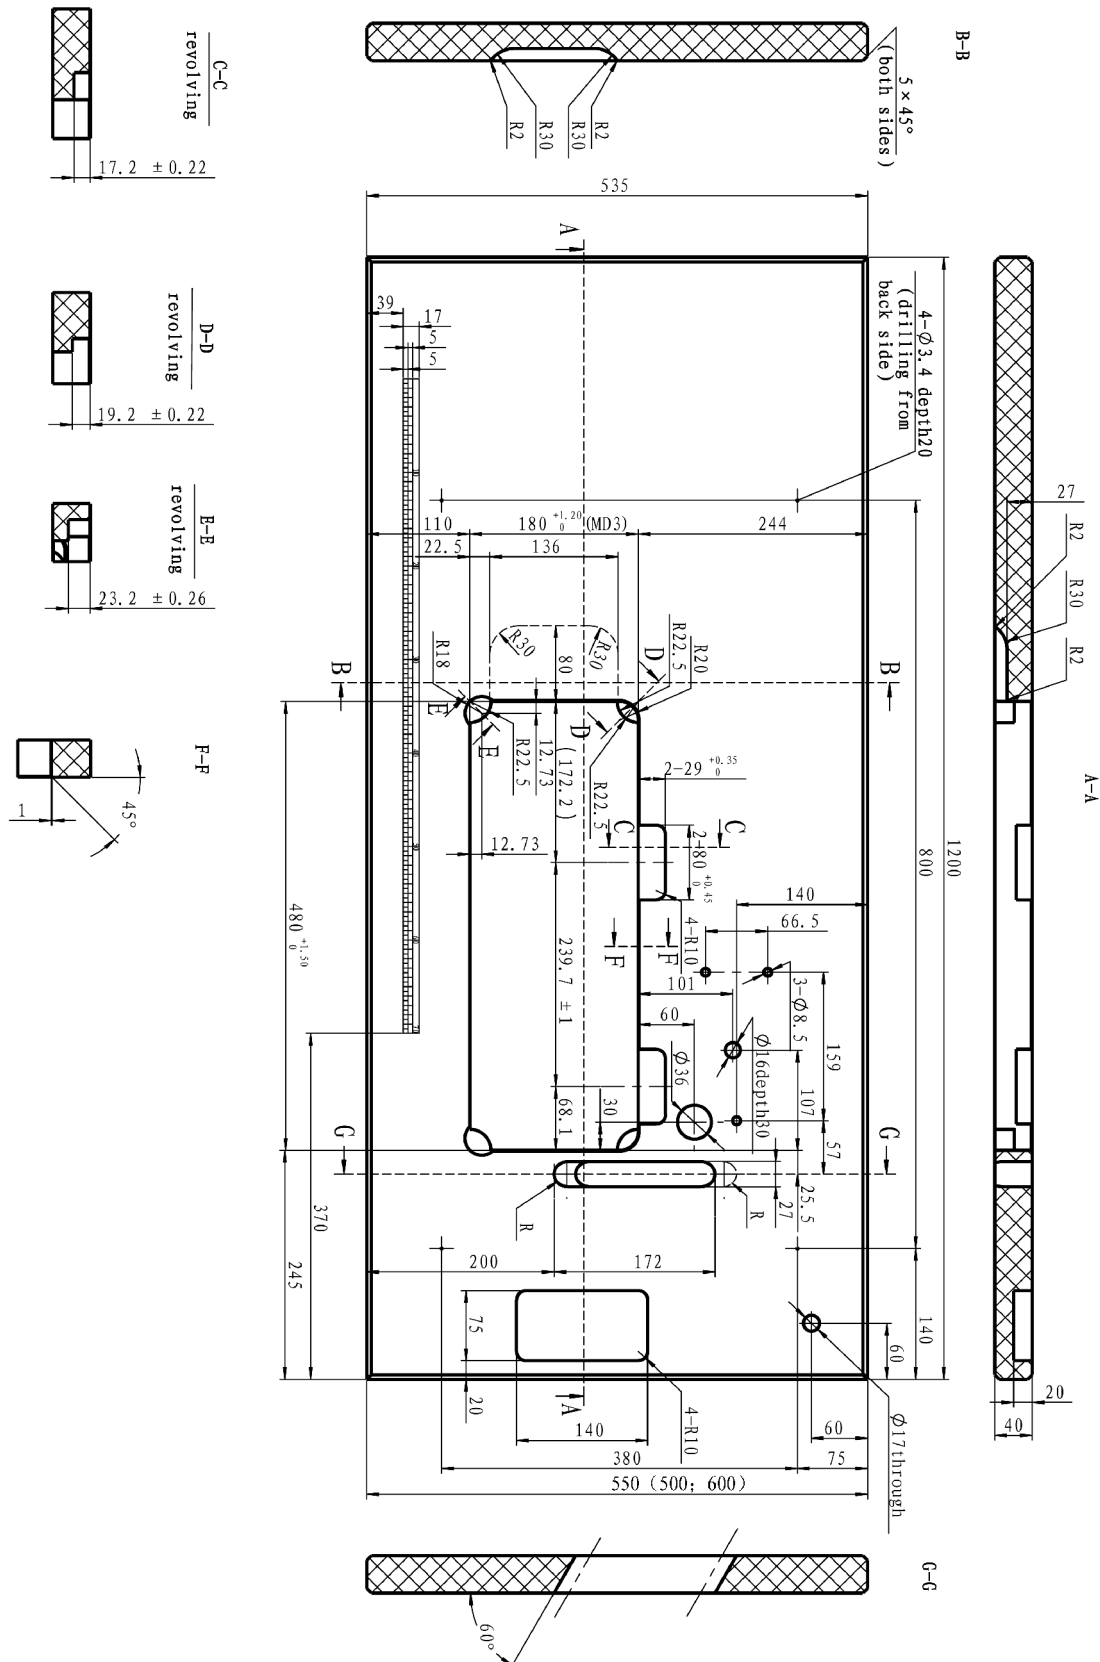 B-B
5×45°
(both sides)
R2
R30
R30
R2
C-C
revolving
17.2 ±0.22
D-D
revolving
19.2 ±0.22
E-E
revolving
23.2 ±0.26
F-F
1
45°
A-A
27
R2
R30
R2
20
40
G-G
60°
535
A
39
17
5
5
4-Ø3.4 depth20
(drilling from
back side)
110
180 +1.20 0 (MD3)
244
22.5
136
R30
R30
80
R18
R22.5
R20
D
D
B
B
E
E
R22.5
12.73
(172.2)
R22.5
2-29 +0.35 0
C
C
2-80 +0.45 0
12.73
4-R10
F
F
140
66.5
101
3-Ø8.5
60
Ø16depth30
Ø36
159
107
57
239.7 ±1
30
68.1
480 +1.50 0
1200
800
G
G
R
R
27
25.5
370
245
200
172
75
20
140
4-R10
A
140
60
60
Ø17through
380
75
550 (500; 600)